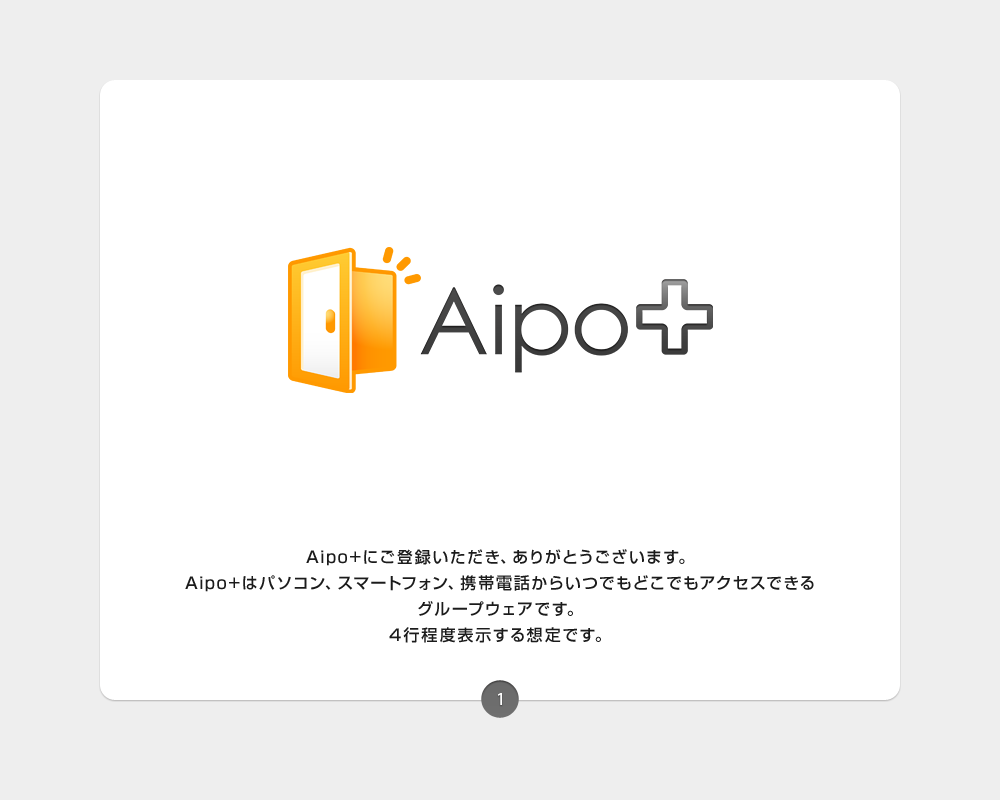 Aipo+
Aipo+にご登録いただき、ありがとうございます。
Aipo+はパソコン、スマートフォン、携帯電話からいつでもどこでもアクセスできる
グループウェアです。
4行程度表示する想定です。
1